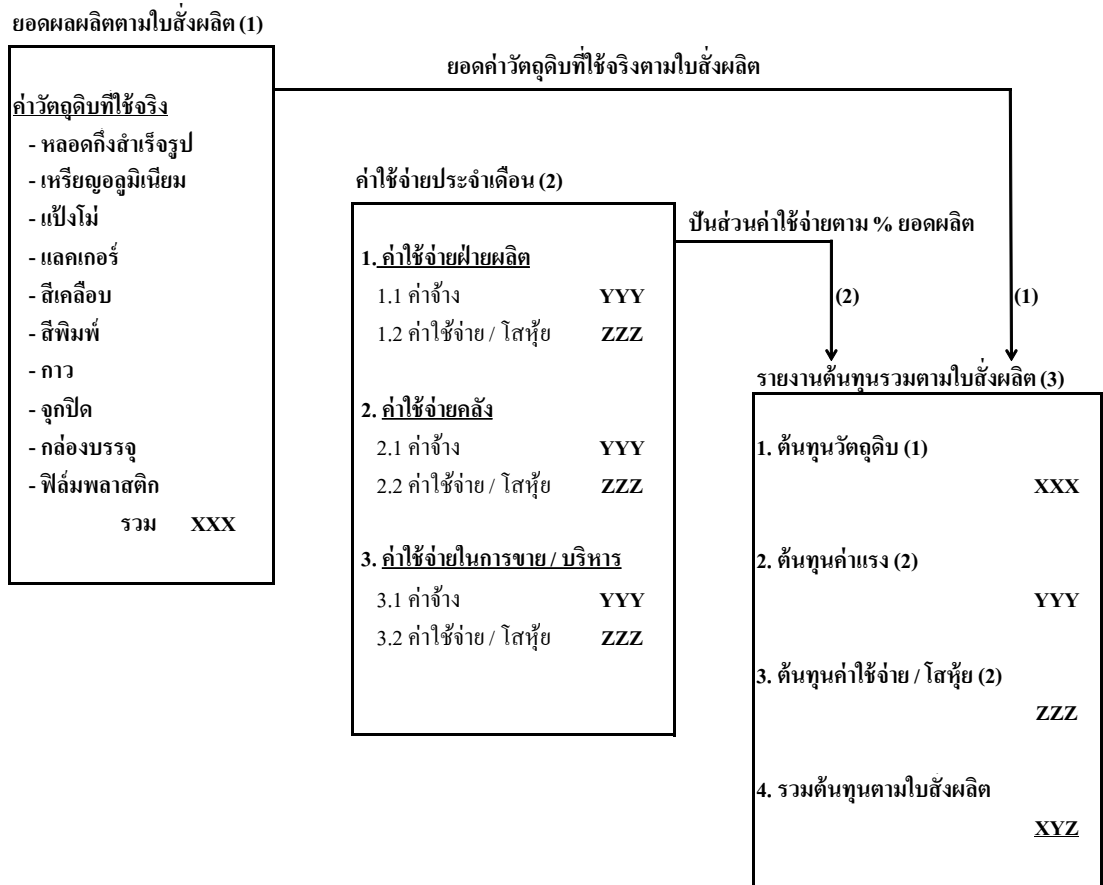 ยอดผลผลิตตามใบสั่งผลิต (1)
ค่าวัตถุดิบที่ใช้จริง
- หลอดกึ่งสำเร็จรูป
- เหรียญอลูมิเนียม
- แป้งโม่
- แลคเกอร์
- สีเคลือบ
- สีพิมพ์
- กาว
- จุกปิด
- กล่องบรรจุ
- ฟิล์มพลาสติก
รวม XXX
ยอดค่าวัตถุดิบที่ใช้จริงตามใบสั่งผลิต
ค่าใช้จ่ายประจำเดือน (2)
1. ค่าใช้จ่ายฝ่ายผลิต
1.1 ค่าจ้าง YYY
1.2 ค่าใช้จ่าย / โสหุ้ย ZZZ
2. ค่าใช้จ่ายคลัง
2.1 ค่าจ้าง YYY
2.2 ค่าใช้จ่าย / โสหุ้ย ZZZ
3. ค่าใช้จ่ายในการขาย / บริหาร
3.1 ค่าจ้าง YYY
3.2 ค่าใช้จ่าย / โสหุ้ย ZZZ
ปันส่วนค่าใช้จ่ายตาม % ยอดผลิต
(2)
(1)
รายงานต้นทุนรวมตามใบสั่งผลิต (3)
1. ต้นทุนวัตถุดิบ (1)
XXX
2. ต้นทุนค่าแรง (2)
YYY
3. ต้นทุนค่าใช้จ่าย / โสหุ้ย (2)
ZZZ
4. รวมต้นทุนตามใบสั่งผลิต
XYZ